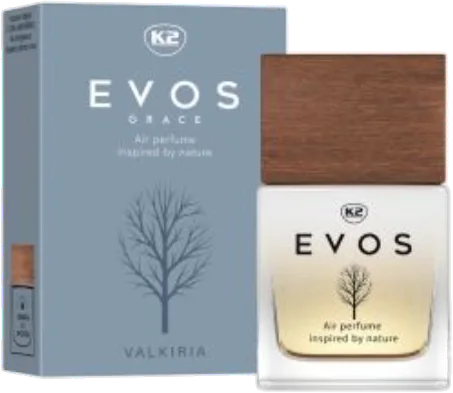 K2
EVOS
GRACE
Air perfume
inspired by nature
VALKIRIA
K2
EVOS
Air perfume
inspired by nature